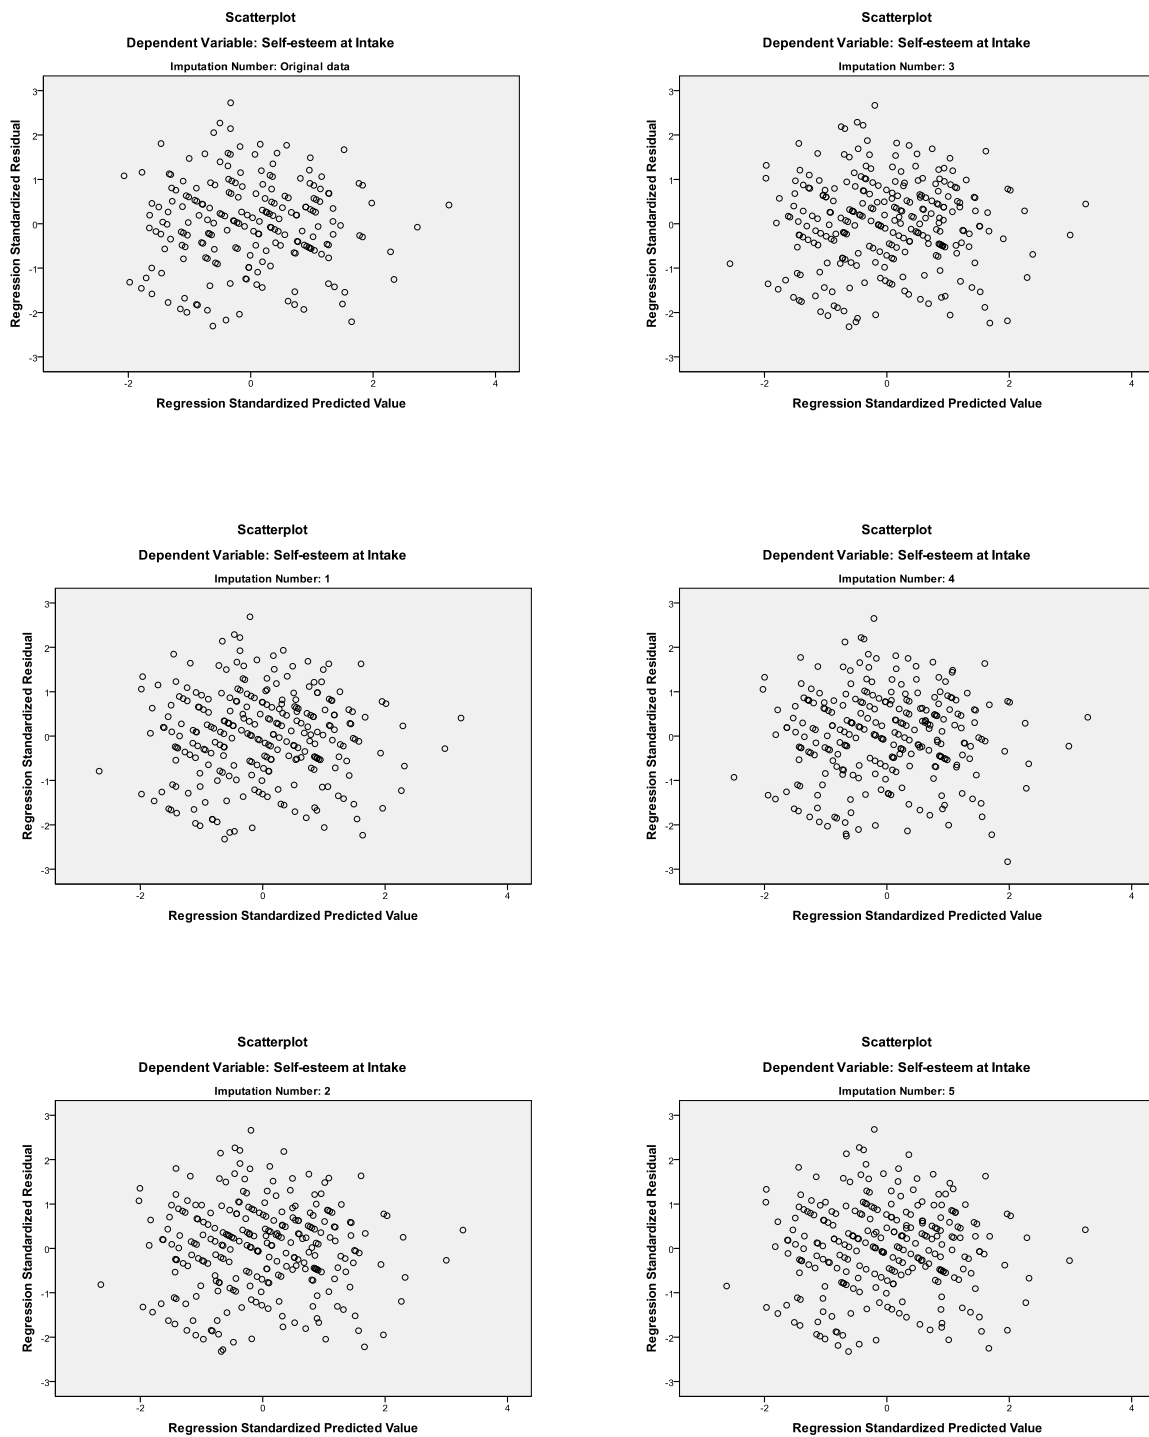 Scatterplot
Dependent Variable: Self-esteem at Intake
Imputation Number: Original data
Regression Standardized Residual
3
2
1
0
-1
-2
-3
-2 0 2 4
Regression Standardized Predicted Value
Scatterplot
Dependent Variable: Self-esteem at Intake
Imputation Number: 3
Regression Standardized Residual
3
2
1
0
-1
-2
-3
-2 0 2 4
Regression Standardized Predicted Value
Scatterplot
Dependent Variable: Self-esteem at Intake
Imputation Number: 1
Regression Standardized Residual
3
2
1
0
-1
-2
-3
-2 0 2 4
Regression Standardized Predicted Value
Scatterplot
Dependent Variable: Self-esteem at Intake
Imputation Number: 4
Regression Standardized Residual
3
2
1
0
-1
-2
-3
-2 0 2 4
Regression Standardized Predicted Value
Scatterplot
Dependent Variable: Self-esteem at Intake
Imputation Number: 2
Regression Standardized Residual
3
2
1
0
-1
-2
-3
-2 0 2 4
Regression Standardized Predicted Value
Scatterplot
Dependent Variable: Self-esteem at Intake
Imputation Number: 5
Regression Standardized Residual
3
2
1
0
-1
-2
-3
-2 0 2 4
Regression Standardized Predicted Value